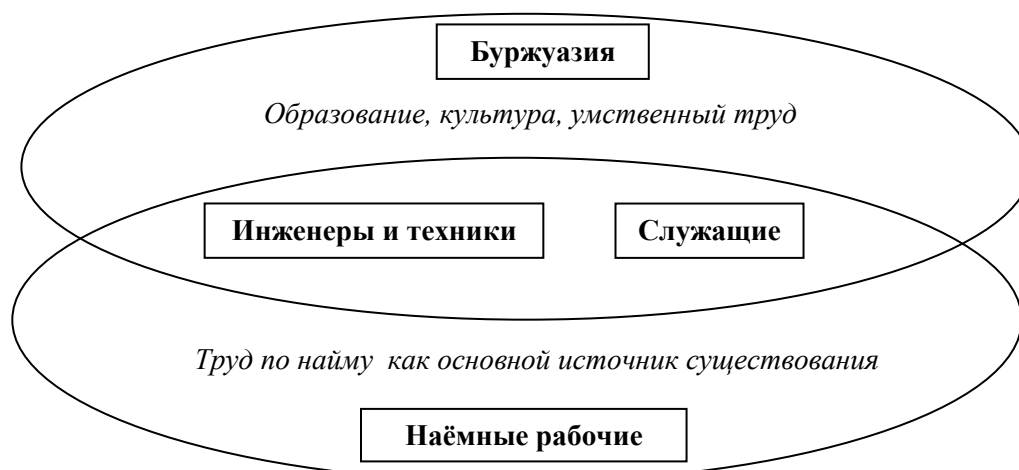 Буржуазия
Образование, культура, умственный труд
Инженеры и техники Служащие
Труд по найму как основной источник существования
Наёмные рабочие